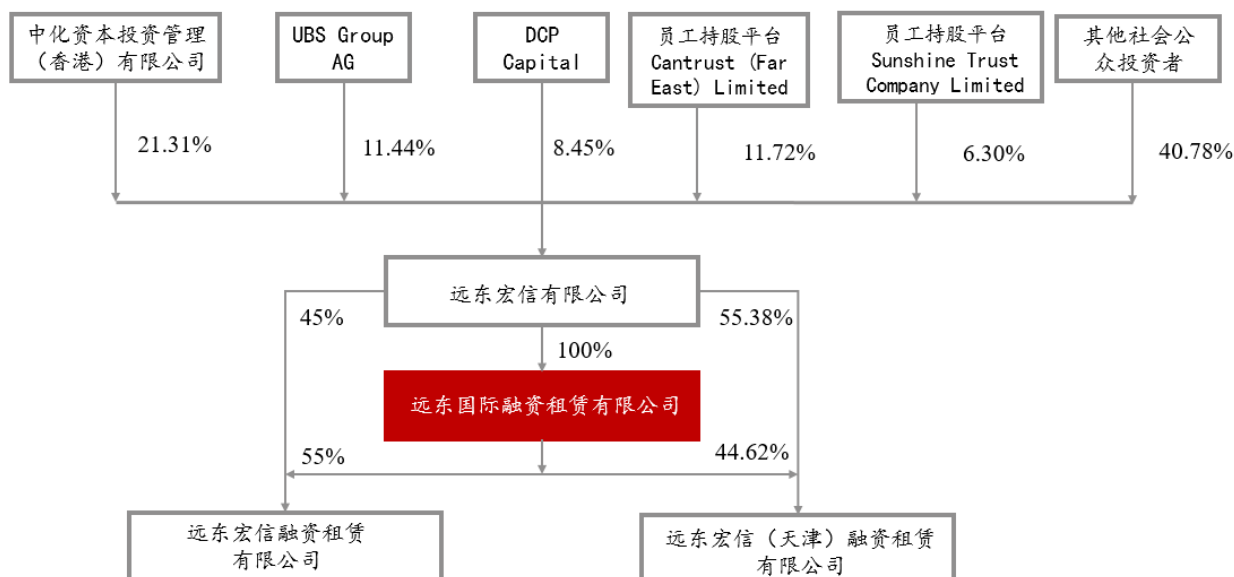 中化资本投资管理
（香港）有限公司
UBS Group
AG
DCP
Capital
员工持股平台
Cantrust (Far
East) Limited
员工持股平台
Sunshine Trust
Company Limited
其他社会公
众投资者
21.31%
11.44%
8.45%
11.72%
6.30%
40.78%
远东宏信有限公司
45%
55.38%
100%
远东国际融资租赁有限公司
55%
44.62%
远东宏信融资租赁
有限公司
远东宏信（天津）融资租赁
有限公司